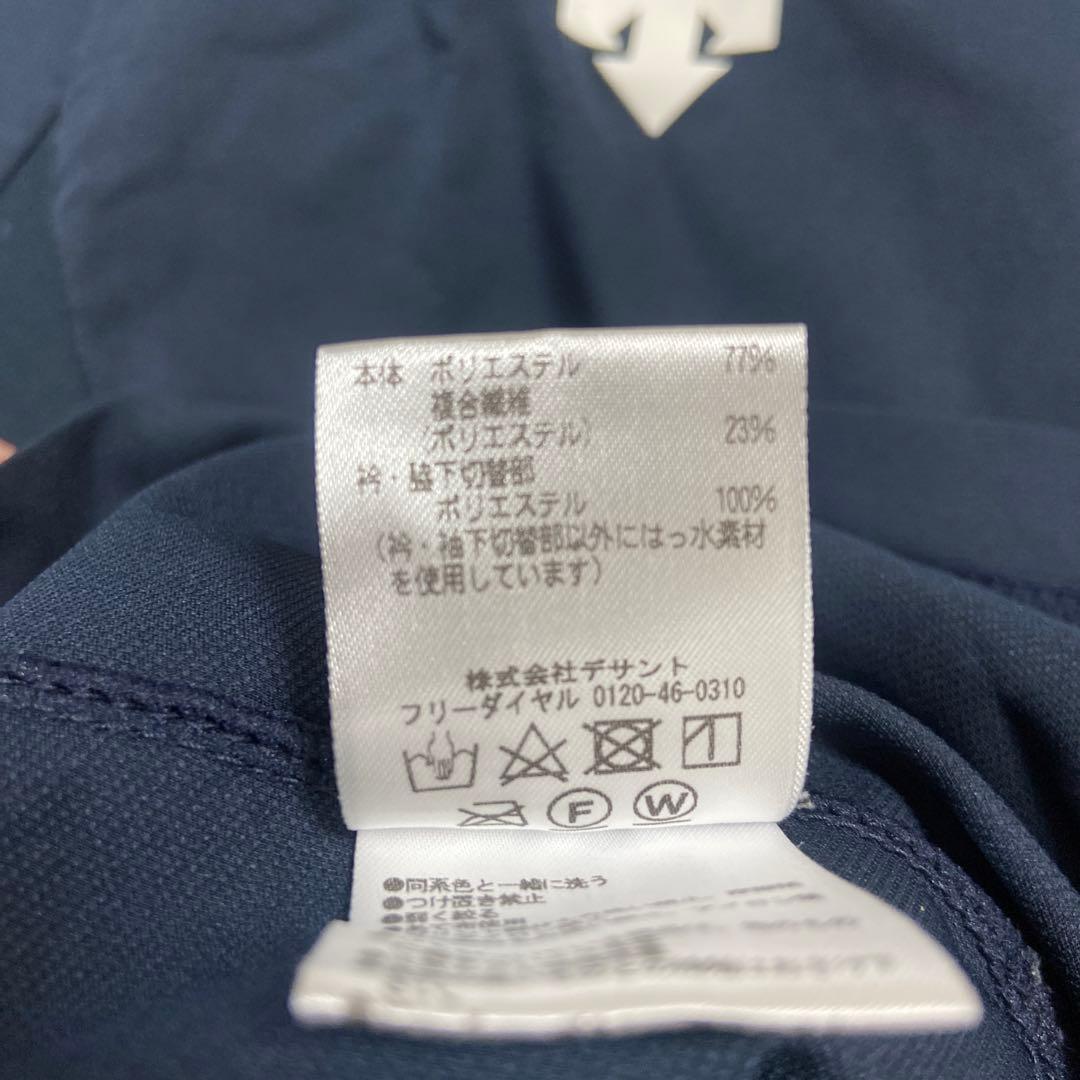 本体 ポリエステル 77%
複合繊維
(ポリエステル) 23%
衿・脇下切替部
ポリエステル 100%
(衿・袖下切替部以外にはっ水素材
を使用しています)
株式会社デサント
フリーダイヤル 0120-46-0310
F W
●同系色と一緒に洗う
●つけ置き禁止
●軽く絞る